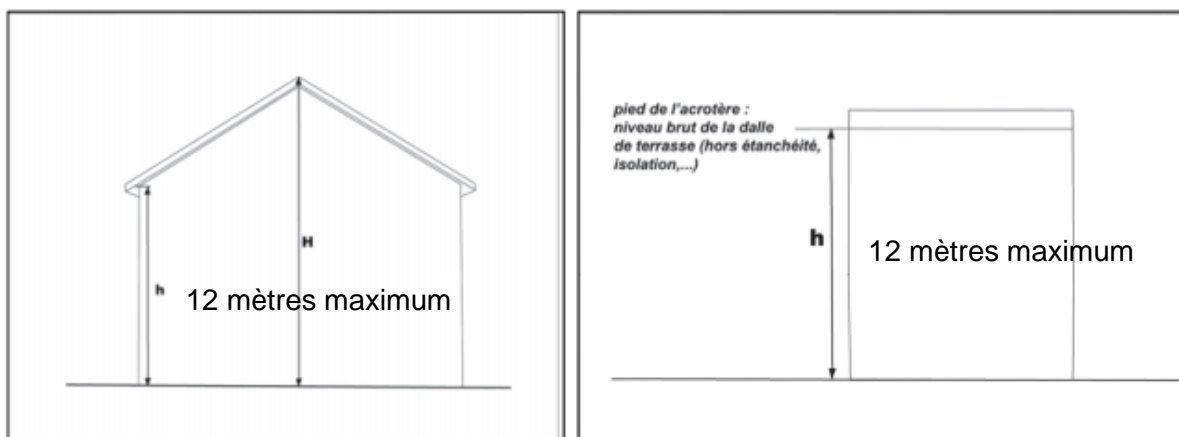 H
h
12 mètres maximum
pied de l'acrotère :
niveau brut de la dalle
de terrasse (hors étanchéité,
isolation,...)
h
12 mètres maximum